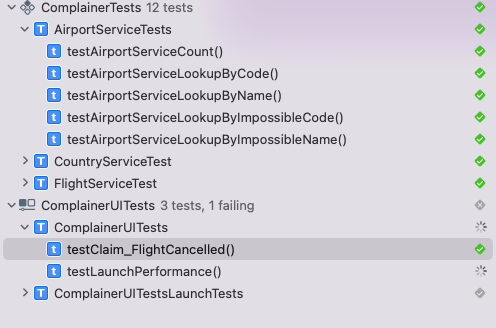 ComplainerTests 12 tests
T AirportServiceTests
t testAirportServiceCount()
t testAirportServiceLookupByCode()
t testAirportServiceLookupByName()
t testAirportServiceLookupByImpossibleCode()
t testAirportServiceLookupByImpossibleName()
T CountryServiceTest
T FlightServiceTest
ComplainerUITests 3 tests, 1 failing
T ComplainerUITests
t testClaim_FlightCancelled()
t testLaunchPerformance()
T ComplainerUITestsLaunchTests